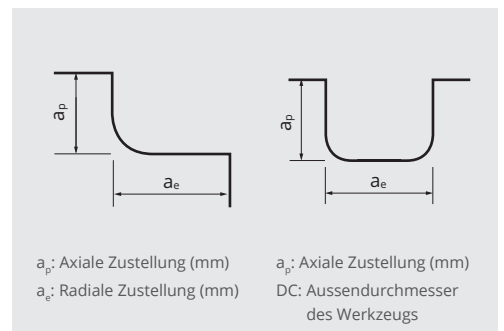 aₚ
aₑ
aₚ: Axiale Zustellung (mm)
aₑ: Radiale Zustellung (mm)
aₚ
aₑ
aₚ: Axiale Zustellung (mm)
DC: Aussendurchmesser
des Werkzeugs